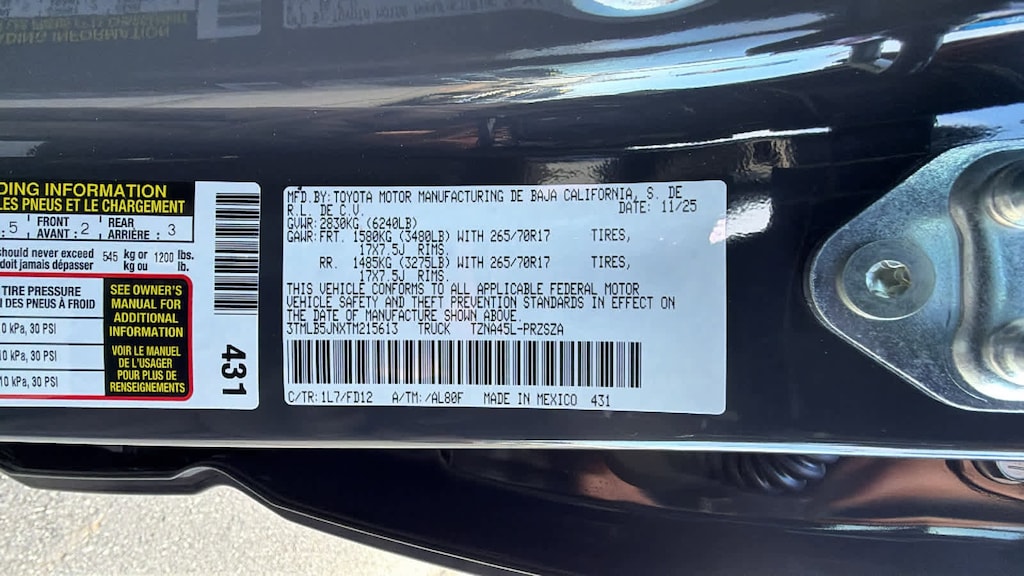 DING INFORMATION
LES PNEUS ET LE CHARGEMENT
5 FRONT AVANT : 2 REAR ARRIÈRE : 3
should never exceed 545 kg or 1200 lbs.
doit jamais dépasser kg ou lb.
TIRE PRESSURE
DES PNEUS À FROID
0 kPa, 30 PSI
10 kPa, 30 PSI
10 kPa, 30 PSI
SEE OWNER'S
MANUAL FOR
ADDITIONAL
INFORMATION
VOIR LE MANUEL
DE L'USAGER
POUR PLUS DE
RENSEIGNEMENTS
431
MFD.BY:TOYOTA MOTOR MANUFACTURING DE BAJA CALIFORNIA, S. DE
R.L. DE C.V. DATE: 11/25
GVWR:2830KG (6240LB)
GAWR:FRT. 1580KG (3480LB) WITH 265/70R17 TIRES,
17X7.5J RIMS
RR. 1485KG (3275LB) WITH 265/70R17 TIRES,
17X7.5J RIMS.
THIS VEHICLE CONFORMS TO ALL APPLICABLE FEDERAL MOTOR
VEHICLE SAFETY AND THEFT PREVENTION STANDARDS IN EFFECT ON
THE DATE OF MANUFACTURE SHOWN ABOVE.
3TMLB5JNXTM215613 TRUCK TZNA45L-PRZSZA
C/TR:1L7/FD12 A/TM:/AL80F MADE IN MEXICO 431